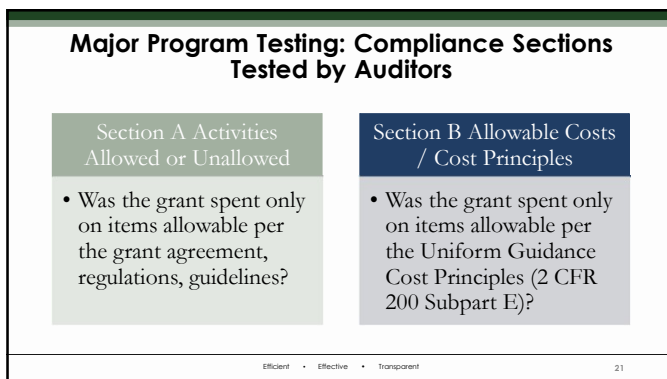 Major Program Testing: Compliance Sections
Tested by Auditors
Section A Activities
Allowed or Unallowed
• Was the grant spent only
on items allowable per
the grant agreement,
regulations, guidelines?
Section B Allowable Costs
/ Cost Principles
• Was the grant spent only
on items allowable per
the Uniform Guidance
Cost Principles (2 CFR
200 Subpart E)?
Efficient • Effective • Transparent
21